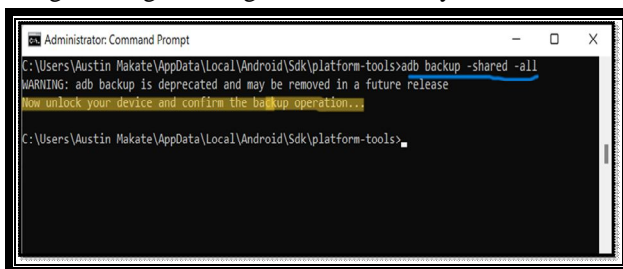 Administrator: Command Prompt
C:\Users\Austin Makate\AppData\Local\Android\Sdk\platform-tools>adb backup -shared -all
WARNING: adb backup is deprecated and may be removed in a future release
Now unlock your device and confirm the backup operation...
C:\Users\Austin Makate\AppData\Local\Android\Sdk\platform-tools>